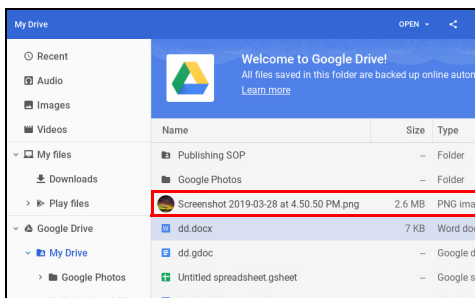 My Drive
OPEN
Recent
Audio
Images
Videos
My files
Downloads
Play files
Google Drive
My Drive
Google Photos
Welcome to Google Drive!
All files saved in this folder are backed up online auton
Learn more
Name Size Type
Publishing SOP -- Folder
Google Photos -- Folder
Screenshot 2019-03-28 at 4.50.50 PM.png 2.6 MB PNG ima
dd.docx 7 KB Word do
dd.gdoc -- Google d
Untitled spreadsheet.gsheet -- Google s